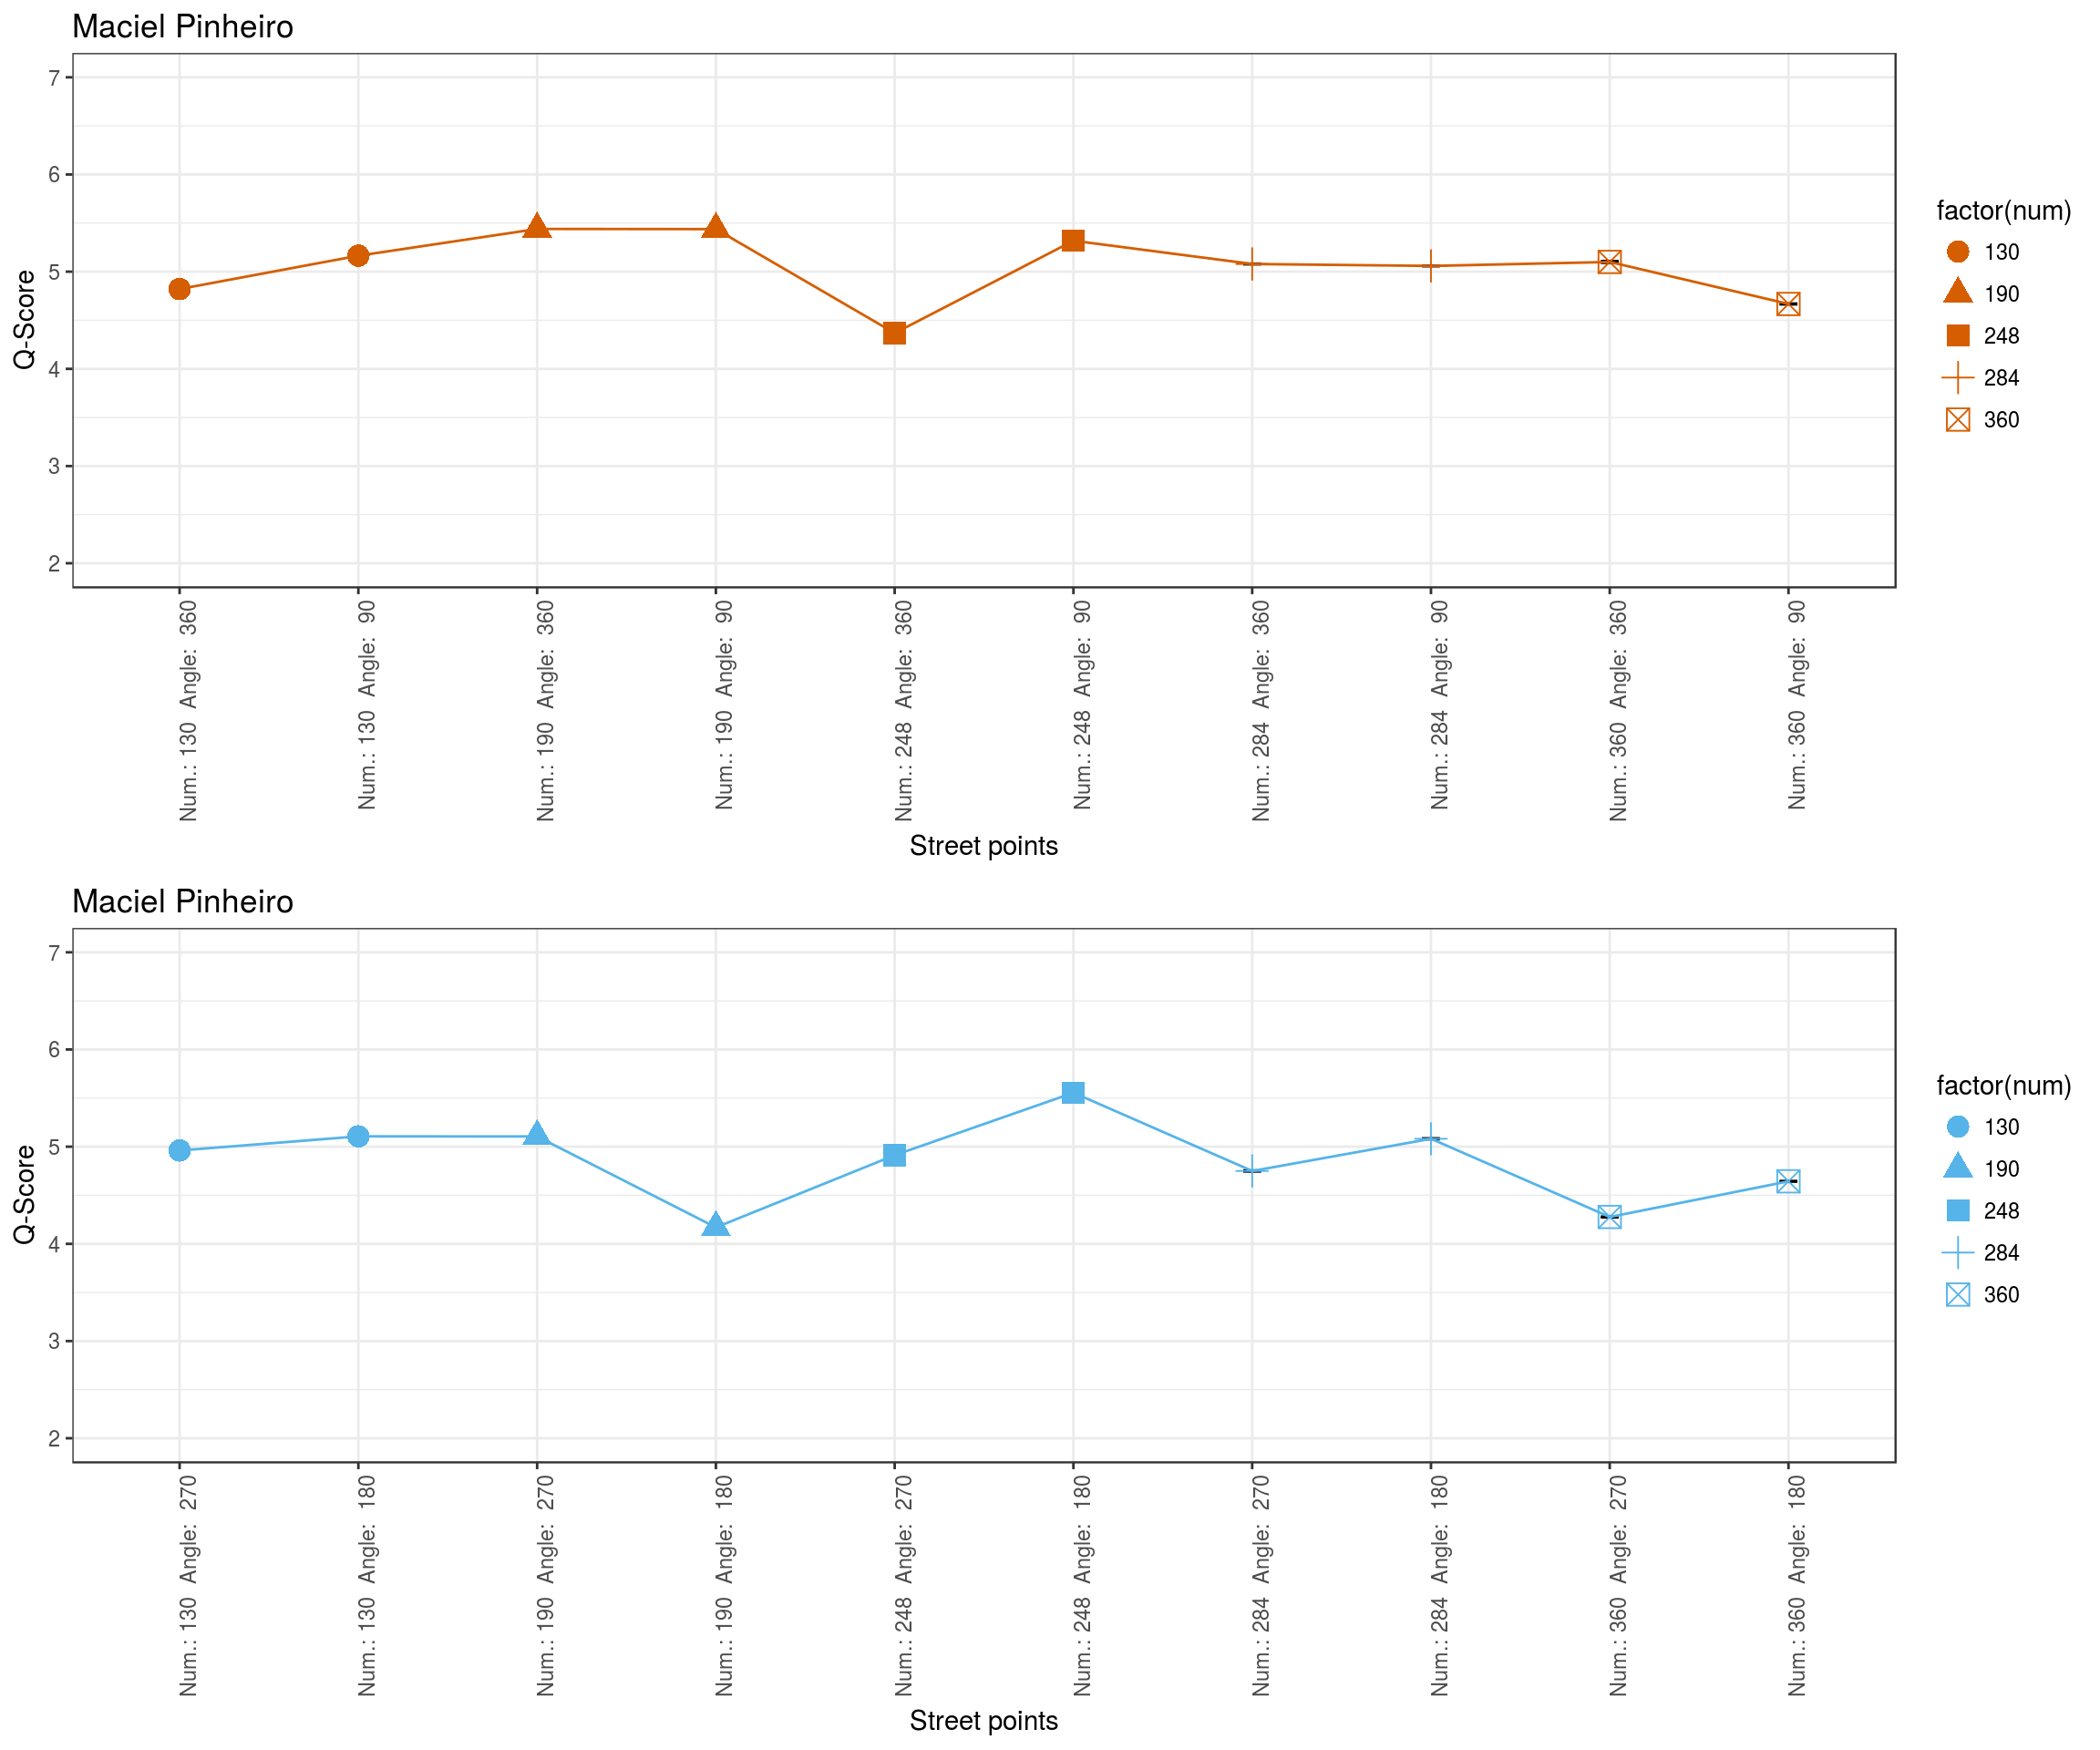 Maciel Pinheiro
7
6
5
4
3
2
Q-Score
Num.: 130 Angle: 360
Num.: 130 Angle: 90
Num.: 190 Angle: 360
Num.: 190 Angle: 90
Num.: 248 Angle: 360
Num.: 248 Angle: 90
Num.: 284 Angle: 360
Num.: 284 Angle: 90
Num.: 360 Angle: 360
Num.: 360 Angle: 90
Street points
factor(num)
130
190
248
284
360
Maciel Pinheiro
7
6
5
4
3
2
Q-Score
Num.: 130 Angle: 270
Num.: 130 Angle: 180
Num.: 190 Angle: 270
Num.: 190 Angle: 180
Num.: 248 Angle: 270
Num.: 248 Angle: 180
Num.: 284 Angle: 270
Num.: 284 Angle: 180
Num.: 360 Angle: 270
Num.: 360 Angle: 180
Street points
factor(num)
130
190
248
284
360